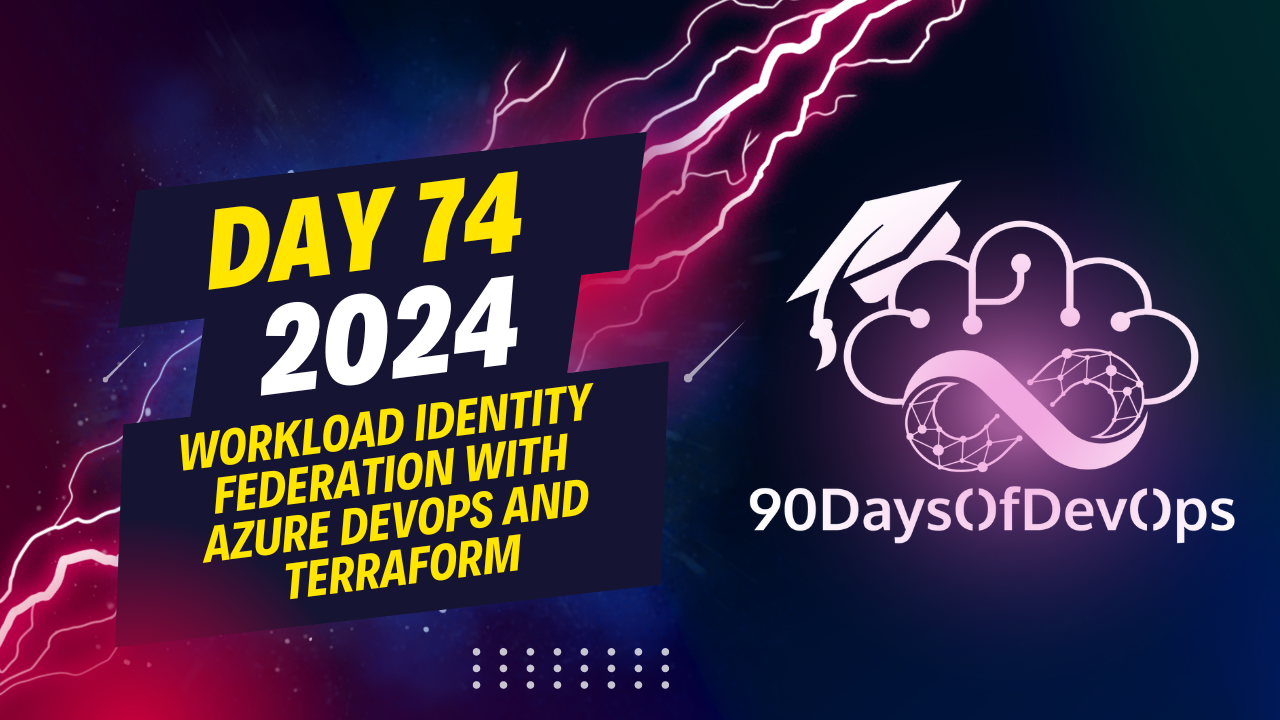 DAY 74
2024
WORKLOAD IDENTITY
FEDERATION WITH
AZURE DEVOPS AND
TERRAFORM
90DaysOfDevOps